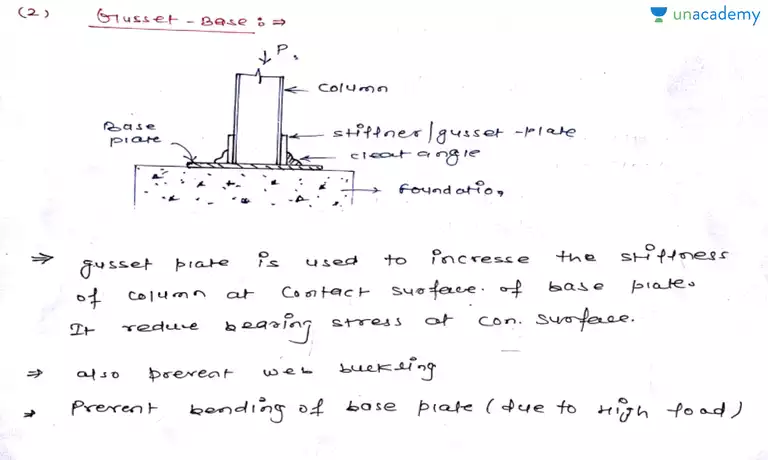 (2) Gusset - Base : ⇒
unacademy
P.
column
Base
plate
stiffner/gusset -plate
cleat angle
foundation
⇒ gusset plate is used to increase the stiffness
of column at contact surface. of base plate.
It reduce bearing stress at con. surface.
⇒ also prevent web buckling
→ Prevent bending of base plate (due to high load)